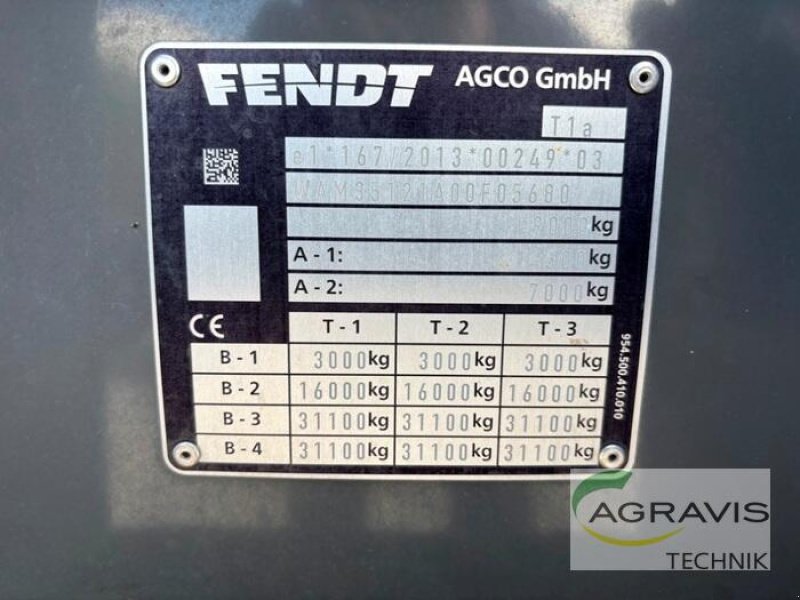 FENDT AGCO GmbH
T1a
e1*167/2013*00249*03
WAM35121A00F05680
kg
A - 1: kg
A - 2: 7000kg
CE T - 1 T - 2 T - 3
B - 1 3000kg 3000kg 3000kg
B - 2 16000kg 16000kg 16000kg
B - 3 31100kg 31100kg 31100kg
B - 4 31100kg 31100kg 31100kg
954.500.410.010
AGRAVIS
TECHNIK